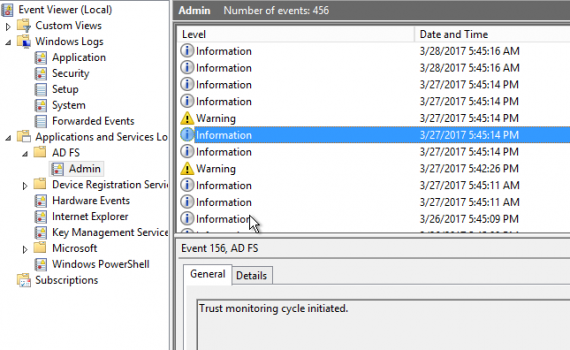 Event Viewer (Local)
Custom Views
Windows Logs
Application
Security
Setup
System
Forwarded Events
Applications and Services Lo
AD FS
Admin
Device Registration Servi
Hardware Events
Internet Explorer
Key Management Service
Microsoft
Windows PowerShell
Subscriptions
Admin Number of events: 456
Level Date and Time
Information 3/28/2017 5:45:16 AM
Information 3/28/2017 5:45:16 AM
Information 3/27/2017 5:45:14 PM
Information 3/27/2017 5:45:14 PM
Warning 3/27/2017 5:45:14 PM
Information 3/27/2017 5:45:14 PM
Information 3/27/2017 5:45:14 PM
Warning 3/27/2017 5:42:26 PM
Information 3/27/2017 5:45:11 AM
Information 3/27/2017 5:45:11 AM
Information 3/26/2017 5:45:09 PM
Event 156, AD FS
General Details
Trust monitoring cycle initiated.